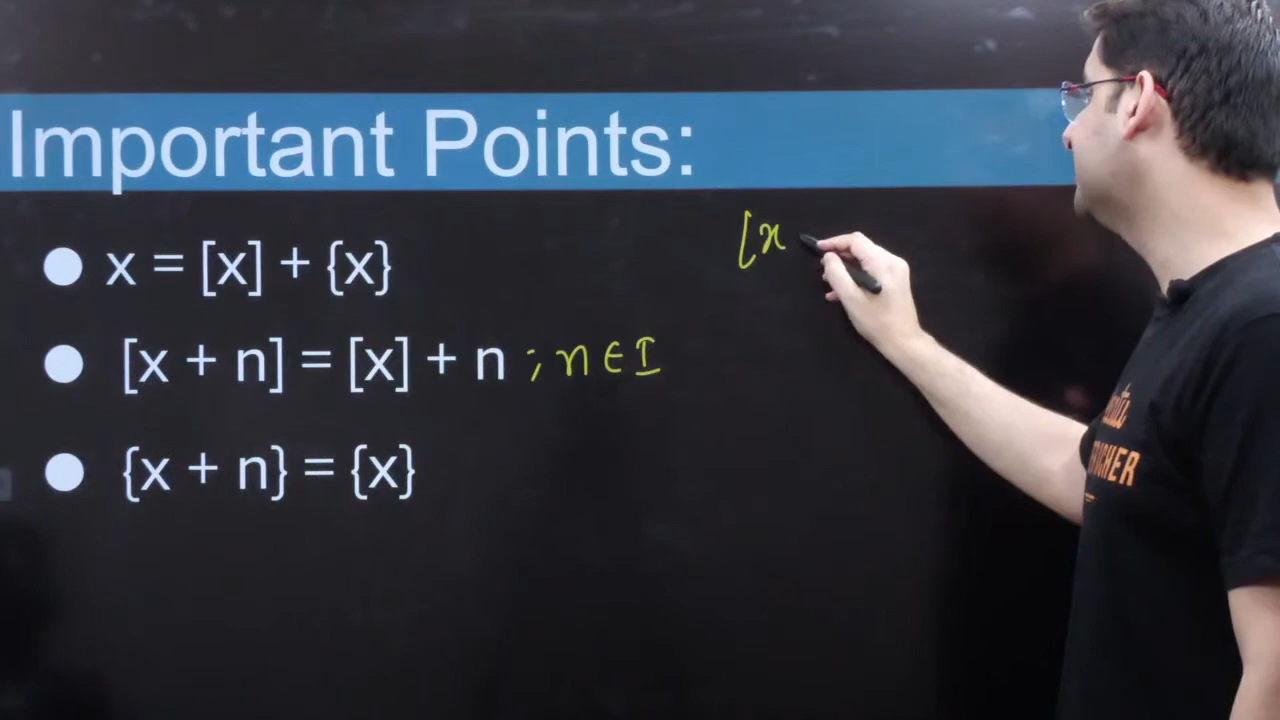 Important Points:
x = [x] + {x}
[x + n] = [x] + n ; n ∈ I
{x + n} = {x}
[x